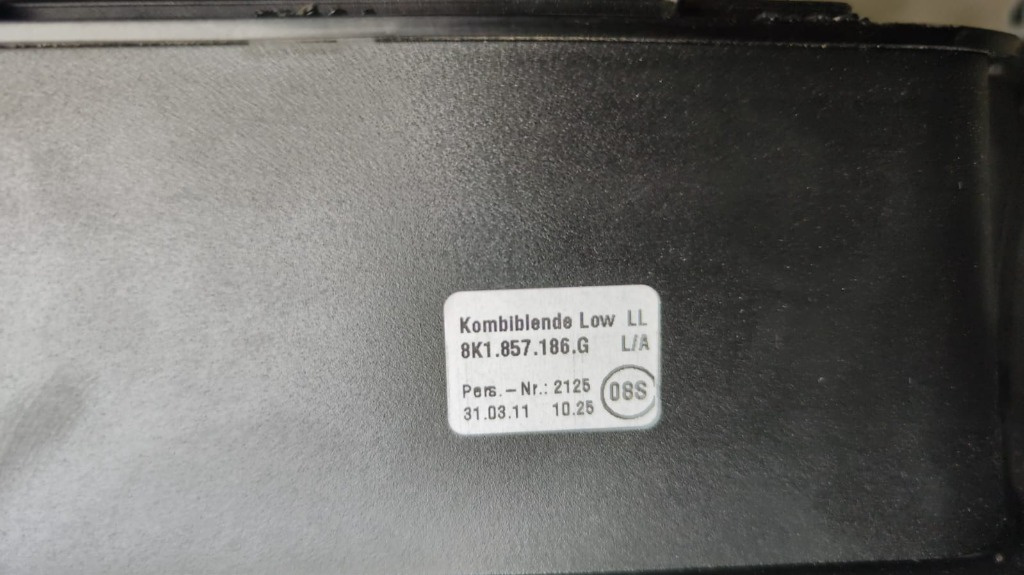 Kombiblende Low LL
8K1.857.186.G L/A
Pers.-Nr.: 2125
31.03.11 10.25
08S